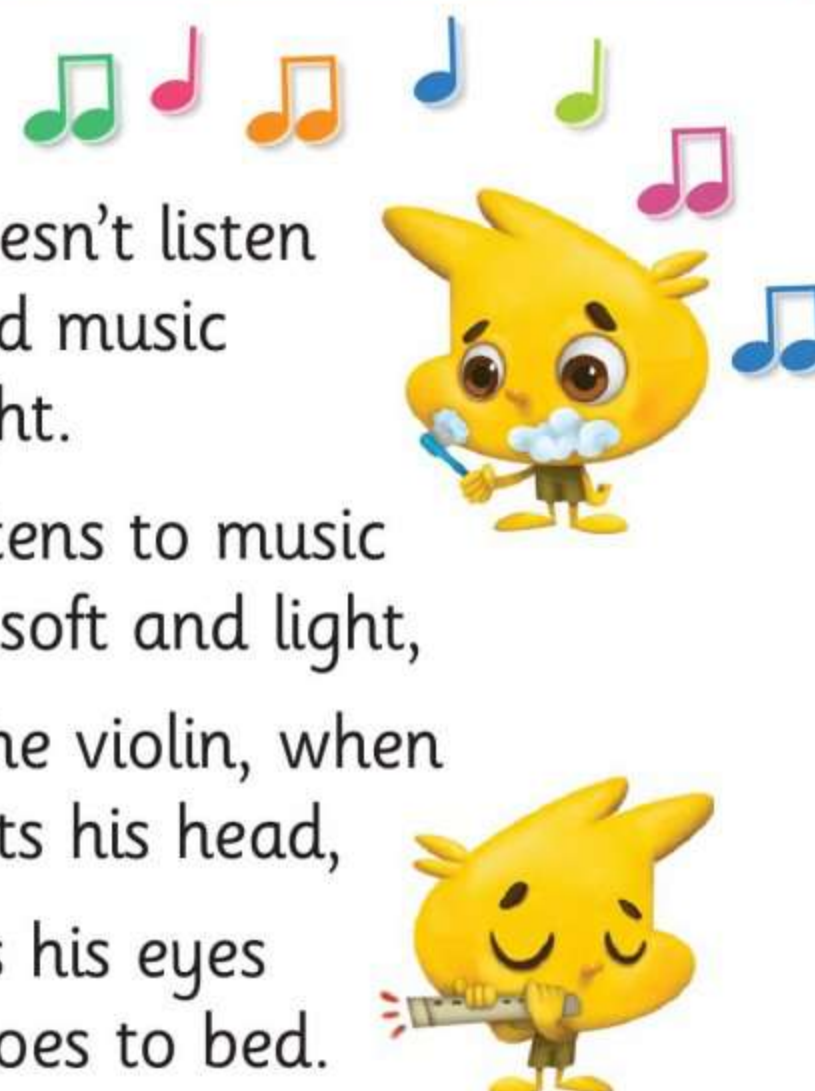 esn't listen
d music
ht.
tens to music
soft and light,
he violin, when
ts his head,
s his eyes
oes to bed.